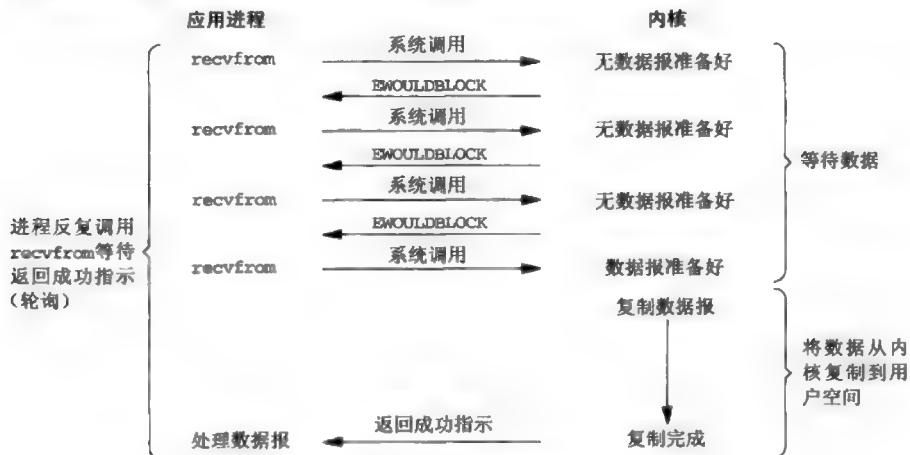 应用进程
内核
系统调用
recvfrom
无数据报准备好
EWOULDBLOCK
系统调用
recvfrom
无数据报准备好
EWOULDBLOCK
系统调用
recvfrom
无数据报准备好
EWOULDBLOCK
系统调用
recvfrom
数据报准备好
等待数据
进程反复调用
recvfrom等待
返回成功指示
(轮询)
复制数据报
将数据从内
核复制到用
户空间
返回成功指示
处理数据报
复制完成